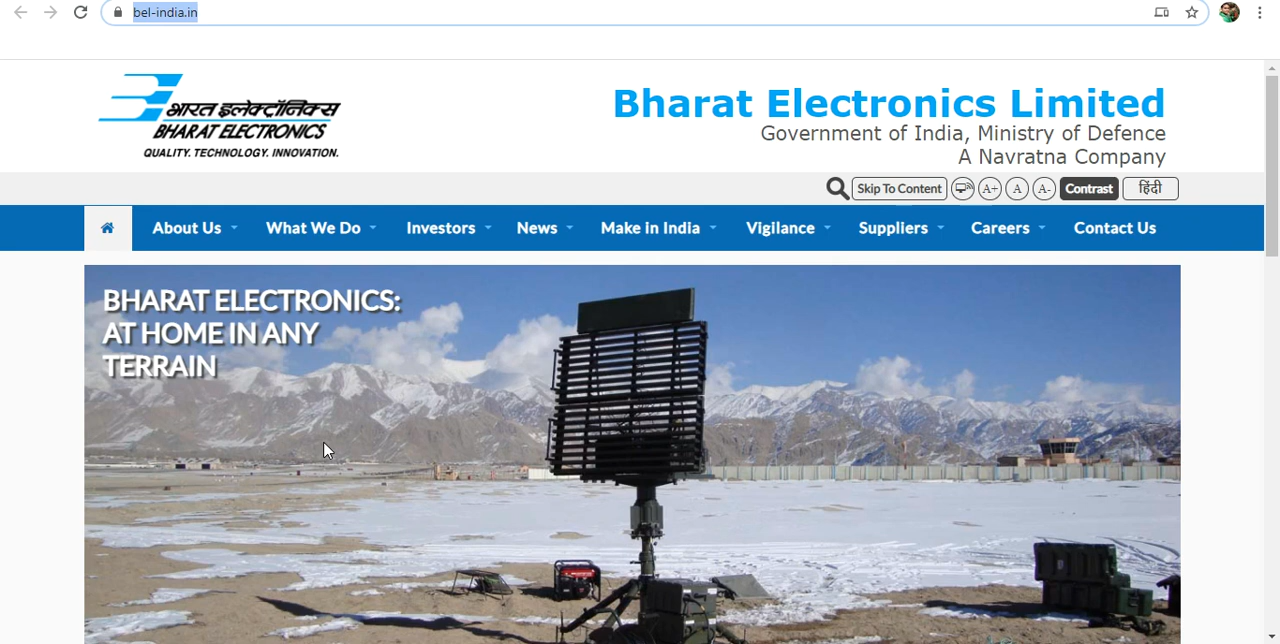 bel-india.in
भारत इलेक्ट्रॉनिक्स
BHARAT ELECTRONICS
QUALITY. TECHNOLOGY. INNOVATION.
Bharat Electronics Limited
Government of India, Ministry of Defence
A Navratna Company
Skip To Content A+ A A- Contrast हिंदी
About Us What We Do Investors News Make in India Vigilance Suppliers Careers Contact Us
BHARAT ELECTRONICS:
AT HOME IN ANY
TERRAIN